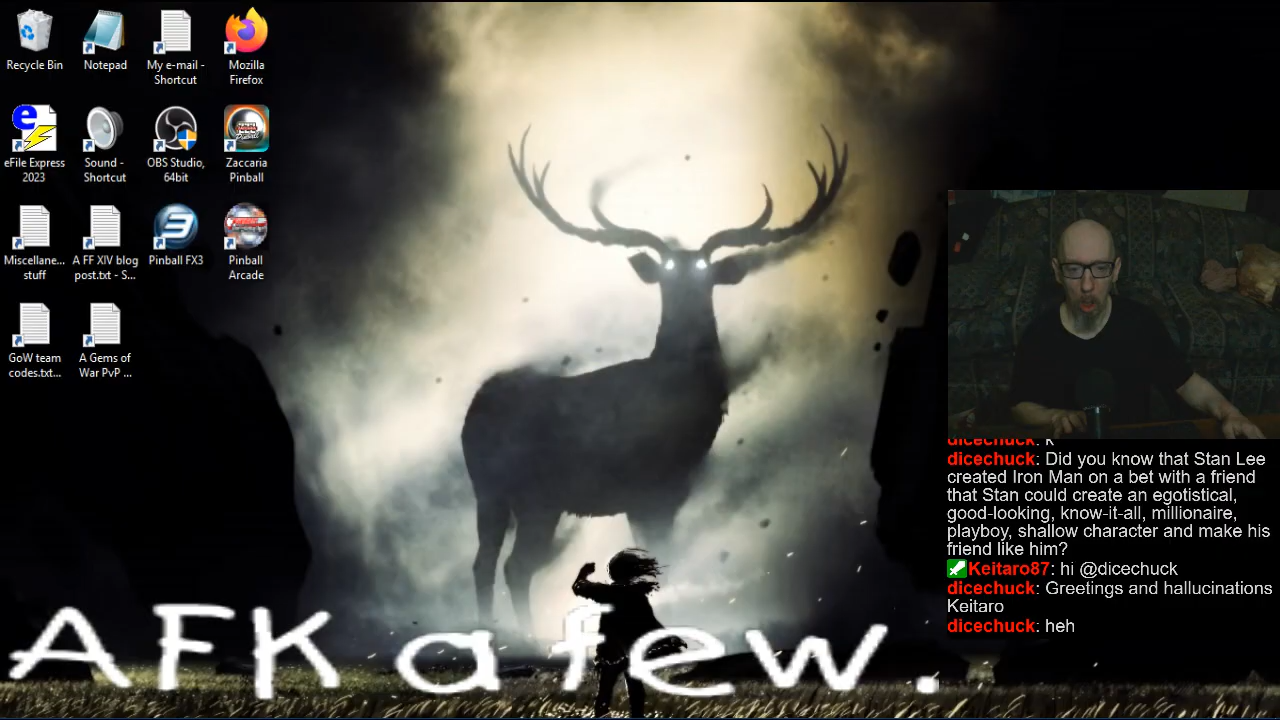 Recycle Bin
Notepad
My e-mail - Shortcut
Mozilla Firefox
eFile Express 2023
Sound - Shortcut
OBS Studio, 64bit
Zaccaria Pinball
Miscellane... stuff
A FF XIV blog post.txt - S...
Pinball FX3
Pinball Arcade
GoW team codes.txt...
A Gems of War PvP ...
dicechuck: k
dicechuck: Did you know that Stan Lee
created Iron Man on a bet with a friend
that Stan could create an egotistical,
good-looking, know-it-all, millionaire,
playboy, shallow character and make his
friend like him?
Keitaro87: hi @dicechuck
dicechuck: Greetings and hallucinations
Keitaro
dicechuck: heh
AFK a few.